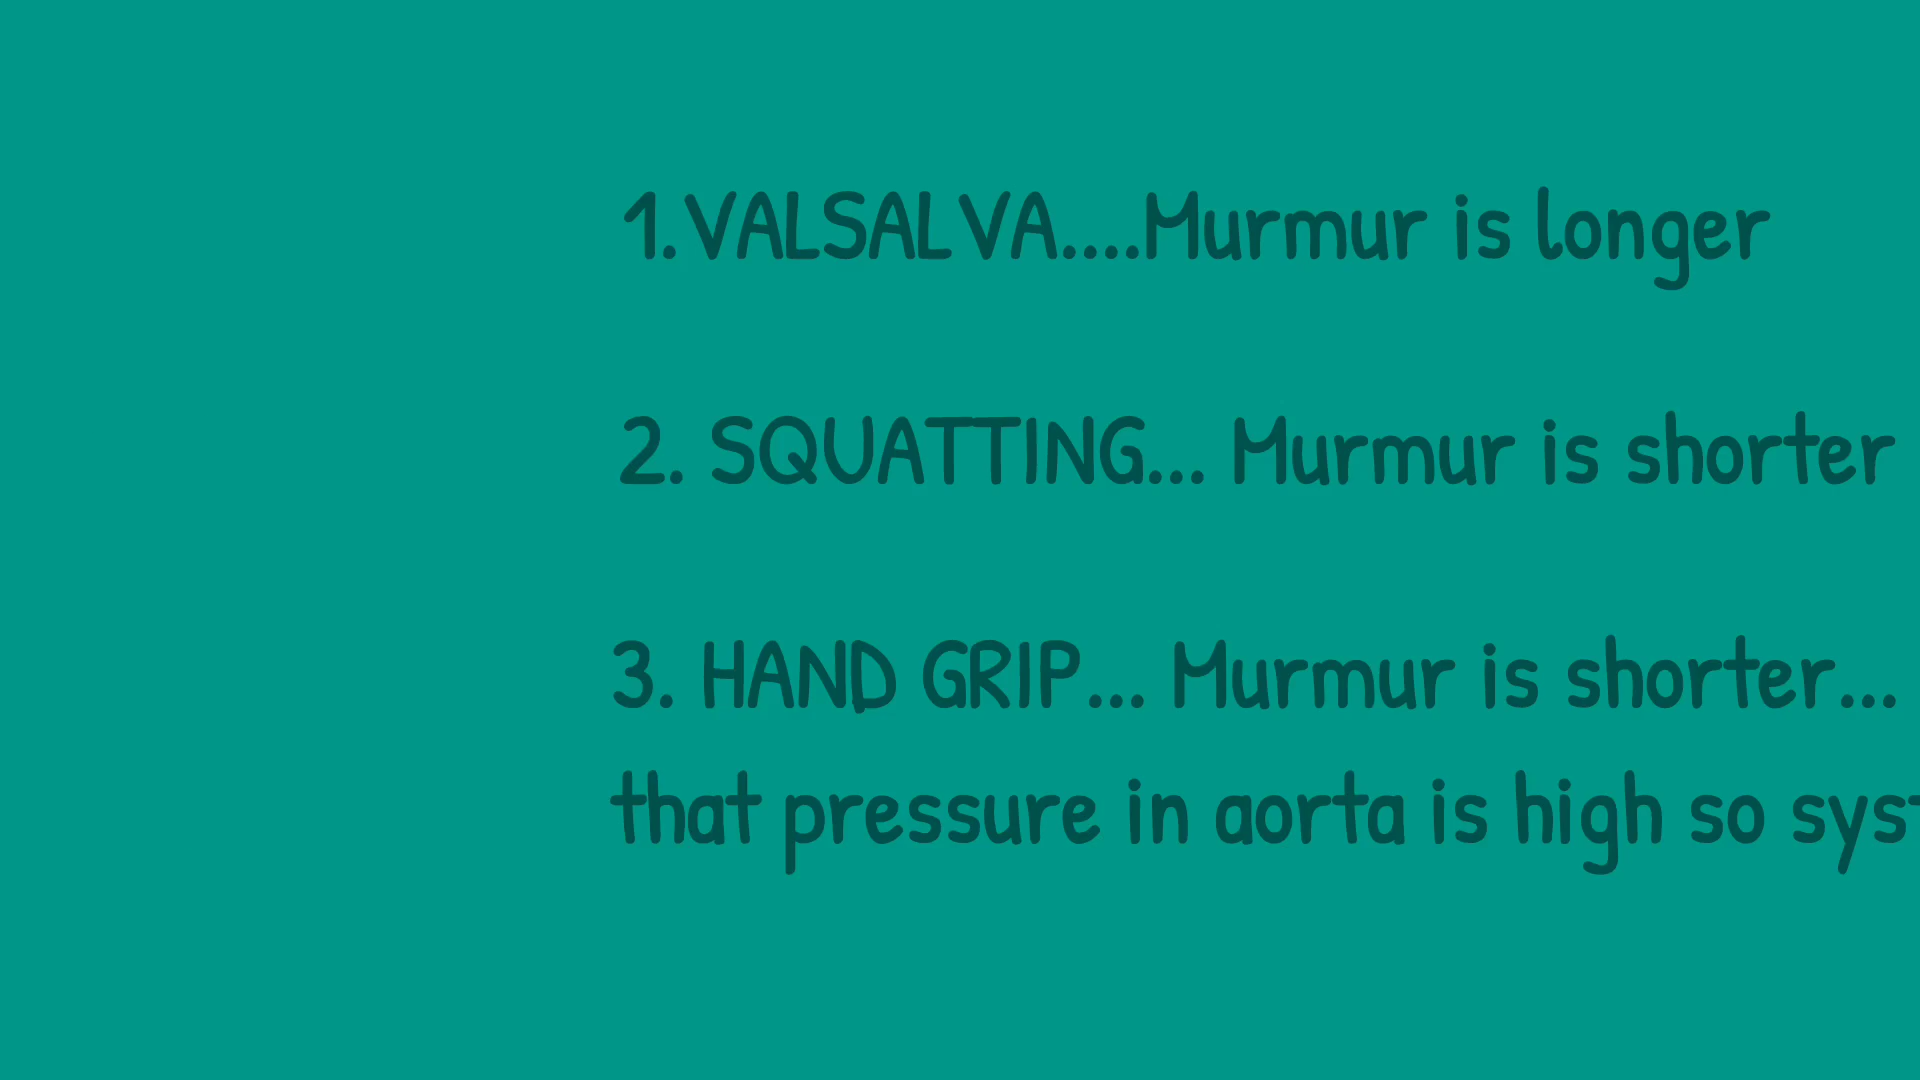 1.VALSALVA....Murmur is longer
2. SQUATTING... Murmur is shorter
3. HAND GRIP... Murmur is shorter...
that pressure in aorta is high so